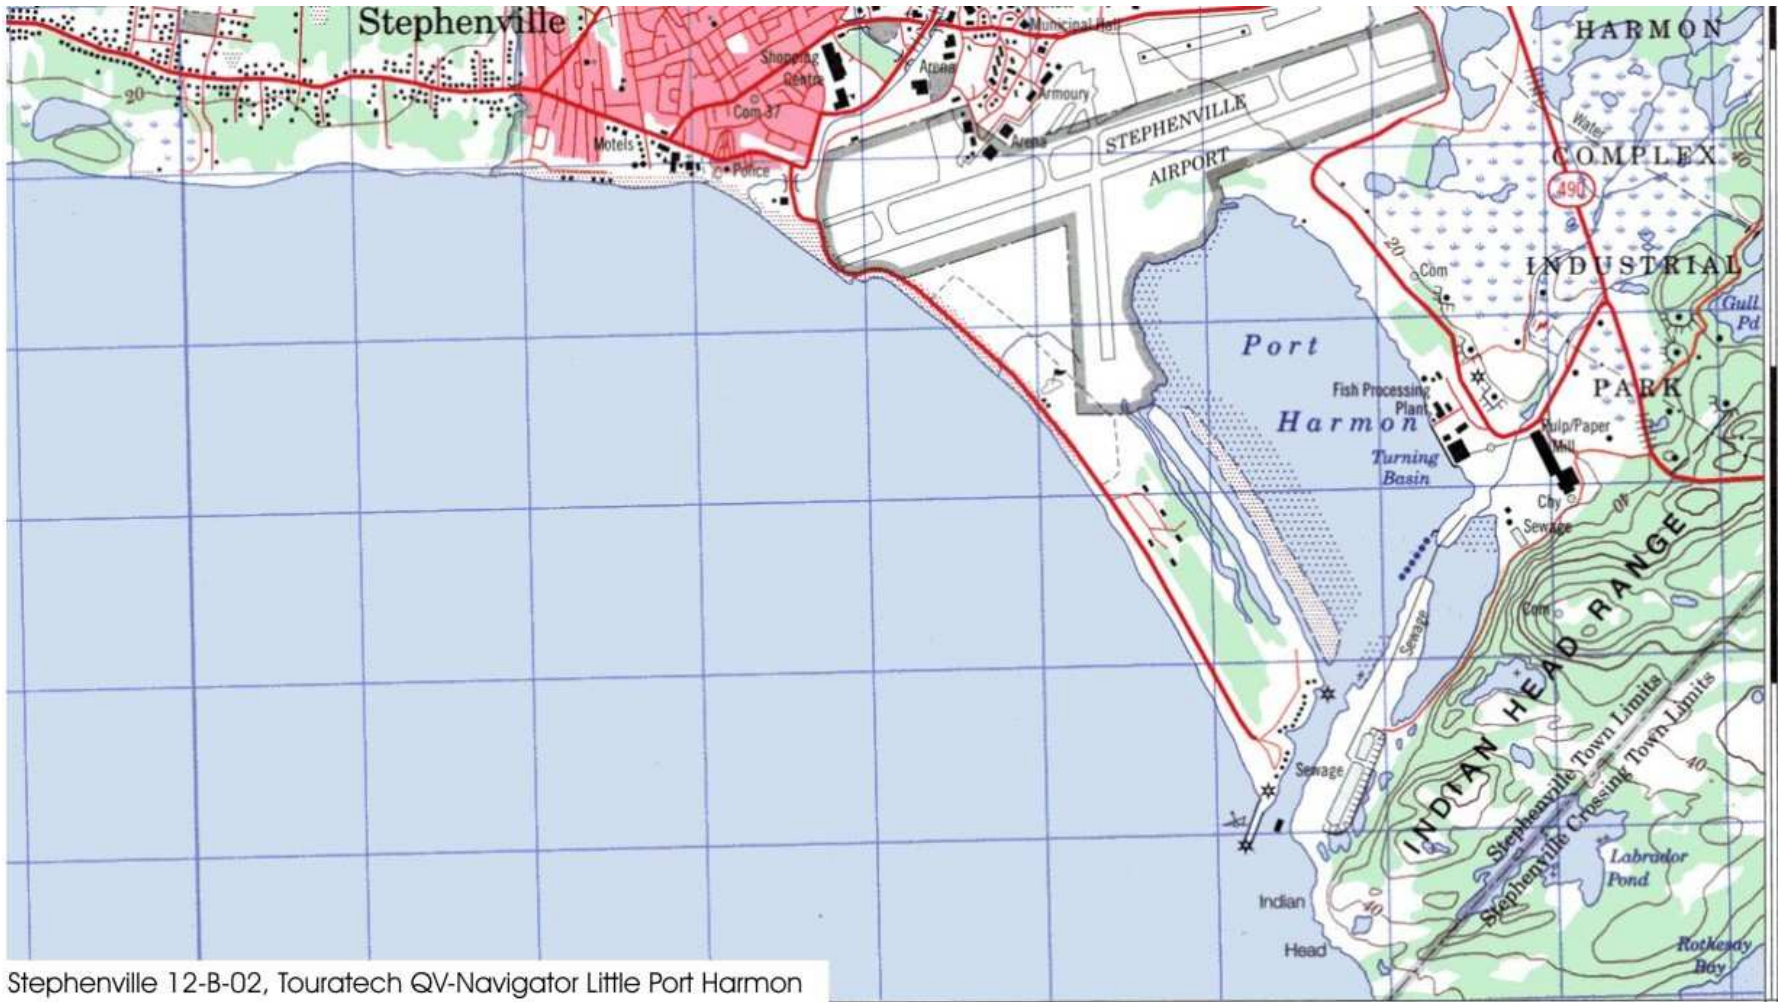 Stephenville
Municipal Hall
HARMON
Shopping
Centre
Arena
20
Com 37
Armoury
STEPHENVILLE
Water
Motels
Arena
COMPLEX
40
Police
AIRPORT
490
20
Com
INDUSTRIAL
Gull
Pd
Port
Fish Processing
Plant
PARK
Harmon
Pulp/Paper
Mill
Turning
Basin
Chy
40
Sewage
INDIAN HEAD RANGE
Com
Sewage
Stephenville Town Limits
Stephenville Crossing Town Limits
40
Sewage
Labrador
Pond
Indian
40
Head
Rothesay
Bay
Stephenville 12-B-02, Touratech QV-Navigator Little Port Harmon